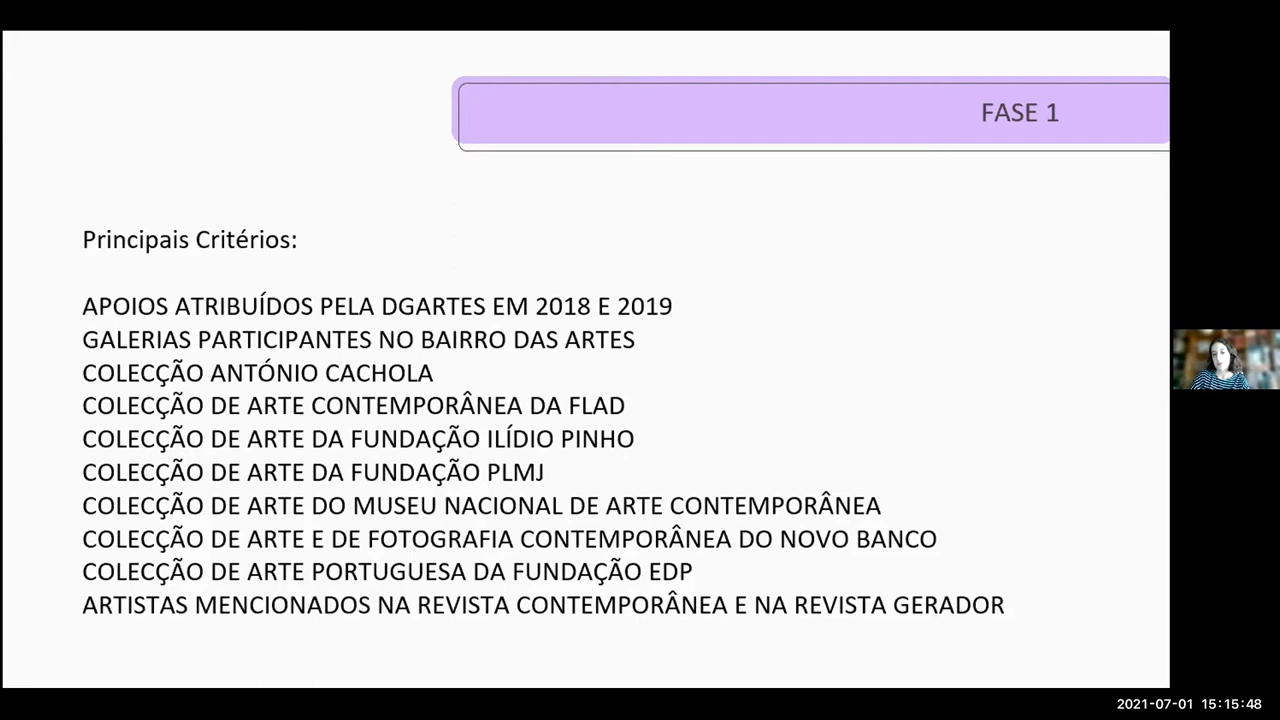 FASE 1
Principais Critérios:
APOIOS ATRIBUÍDOS PELA DGARTES EM 2018 E 2019
GALERIAS PARTICIPANTES NO BAIRRO DAS ARTES
COLECÇÃO ANTÓNIO CACHOLA
COLECÇÃO DE ARTE CONTEMPORÂNEA DA FLAD
COLECÇÃO DE ARTE DA FUNDAÇÃO ILÍDIO PINHO
COLECÇÃO DE ARTE DA FUNDAÇÃO PLMJ
COLECÇÃO DE ARTE DO MUSEU NACIONAL DE ARTE CONTEMPORÂNEA
COLECÇÃO DE ARTE E DE FOTOGRAFIA CONTEMPORÂNEA DO NOVO BANCO
COLECÇÃO DE ARTE PORTUGUESA DA FUNDAÇÃO EDP
ARTISTAS MENCIONADOS NA REVISTA CONTEMPORÂNEA E NA REVISTA GERADOR
2021-07-01 15:15:48